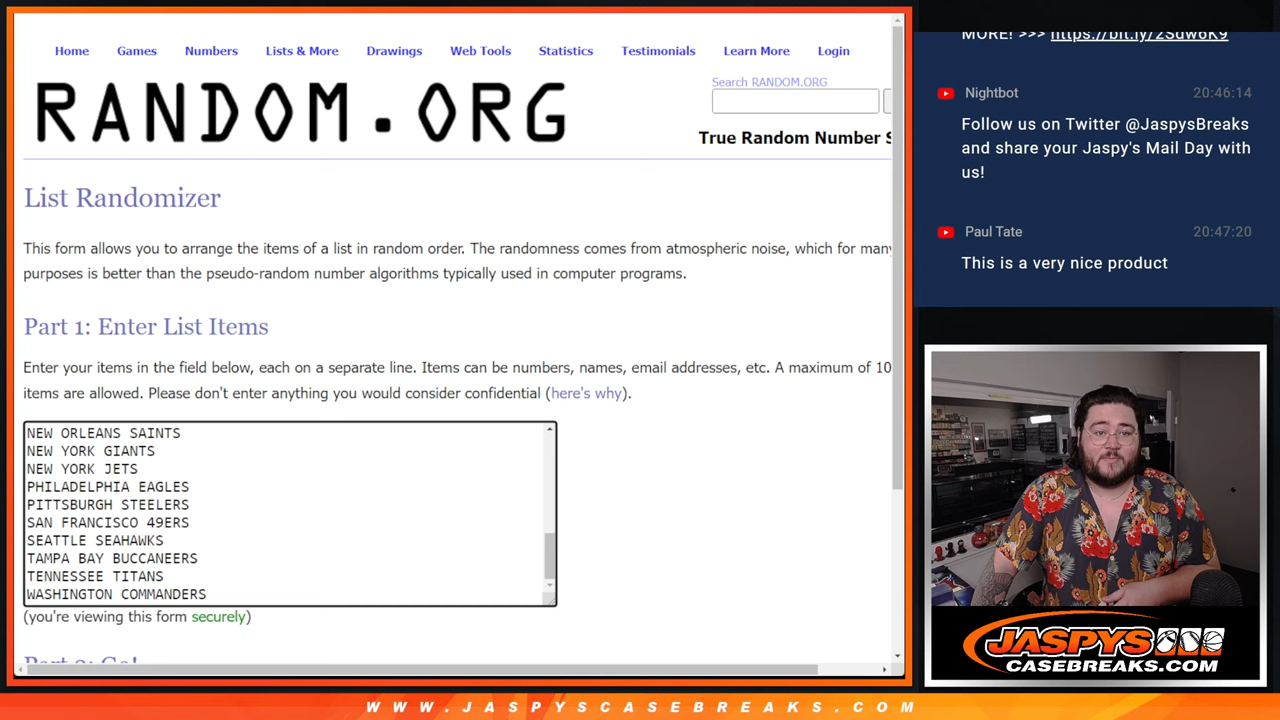 Home Games Numbers Lists & More Drawings Web Tools Statistics Testimonials Learn More Login
RANDOM.ORG
Search RANDOM.ORG
True Random Number S
List Randomizer
This form allows you to arrange the items of a list in random order. The randomness comes from atmospheric noise, which for many
purposes is better than the pseudo-random number algorithms typically used in computer programs.
Part 1: Enter List Items
Enter your items in the field below, each on a separate line. Items can be numbers, names, email addresses, etc. A maximum of 10
items are allowed. Please don't enter anything you would consider confidential (here's why).
NEW ORLEANS SAINTS
NEW YORK GIANTS
NEW YORK JETS
PHILADELPHIA EAGLES
PITTSBURGH STEELERS
SAN FRANCISCO 49ERS
SEATTLE SEAHAWKS
TAMPA BAY BUCCANEERS
TENNESSEE TITANS
WASHINGTON COMMANDERS
(you're viewing this form securely)
Part 2: Go!
MORE! >>> https://bit.ly/2Sdw6K9
Nightbot 20:46:14
Follow us on Twitter @JaspysBreaks
and share your Jaspy's Mail Day with
us!
Paul Tate 20:47:20
This is a very nice product
JASPYS
CASEBREAKS.COM
WWW.JASPYSCASEBREAKS.COM